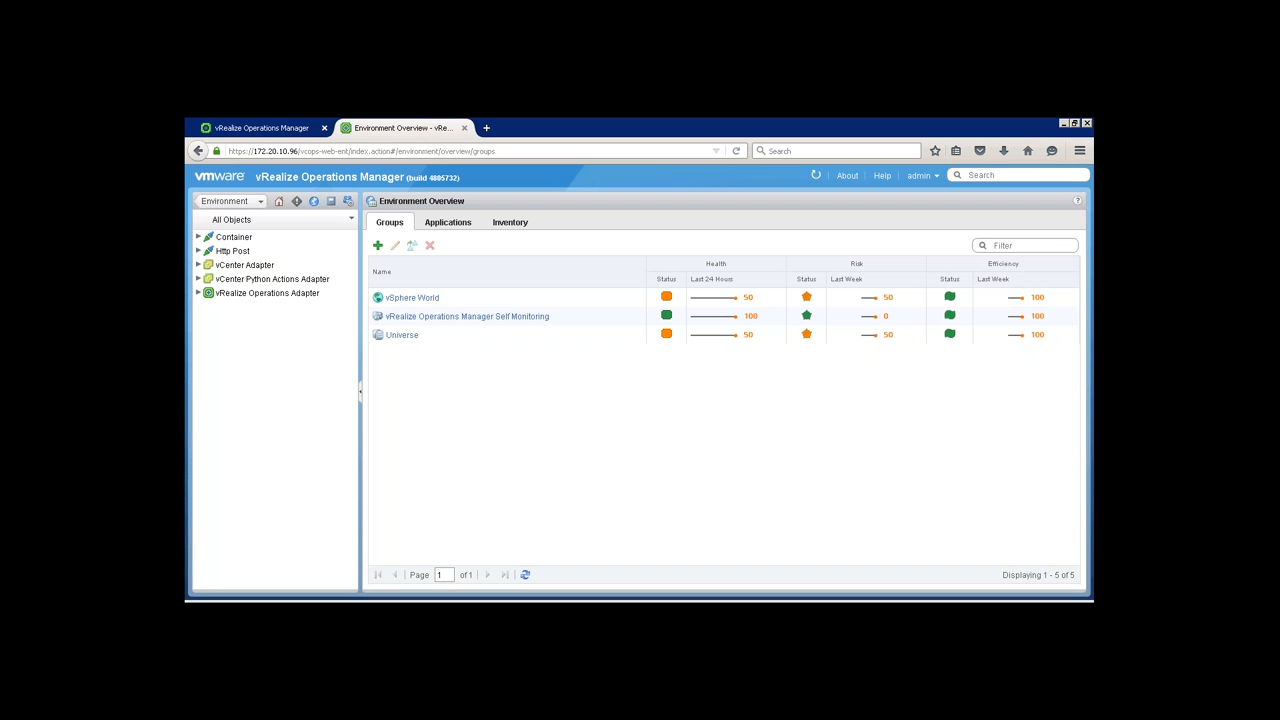 vRealize Operations Manager
Environment Overview - vRe...
https://172.20.10.96/vcops-web-ent/index.action#/environment/overview/groups
Search
vmware vRealize Operations Manager (build 4885732)
About Help admin Search
Environment
All Objects
Container
Http Post
vCenter Adapter
vCenter Python Actions Adapter
vRealize Operations Adapter
Environment Overview
Groups Applications Inventory
Filter
Name Health Risk Efficiency
Status Last 24 Hours Status Last Week Status Last Week
vSphere World 50 50 100
vRealize Operations Manager Self Monitoring 100 0 100
Universe 50 50 100
Page 1 of 1 Displaying 1 - 5 of 5